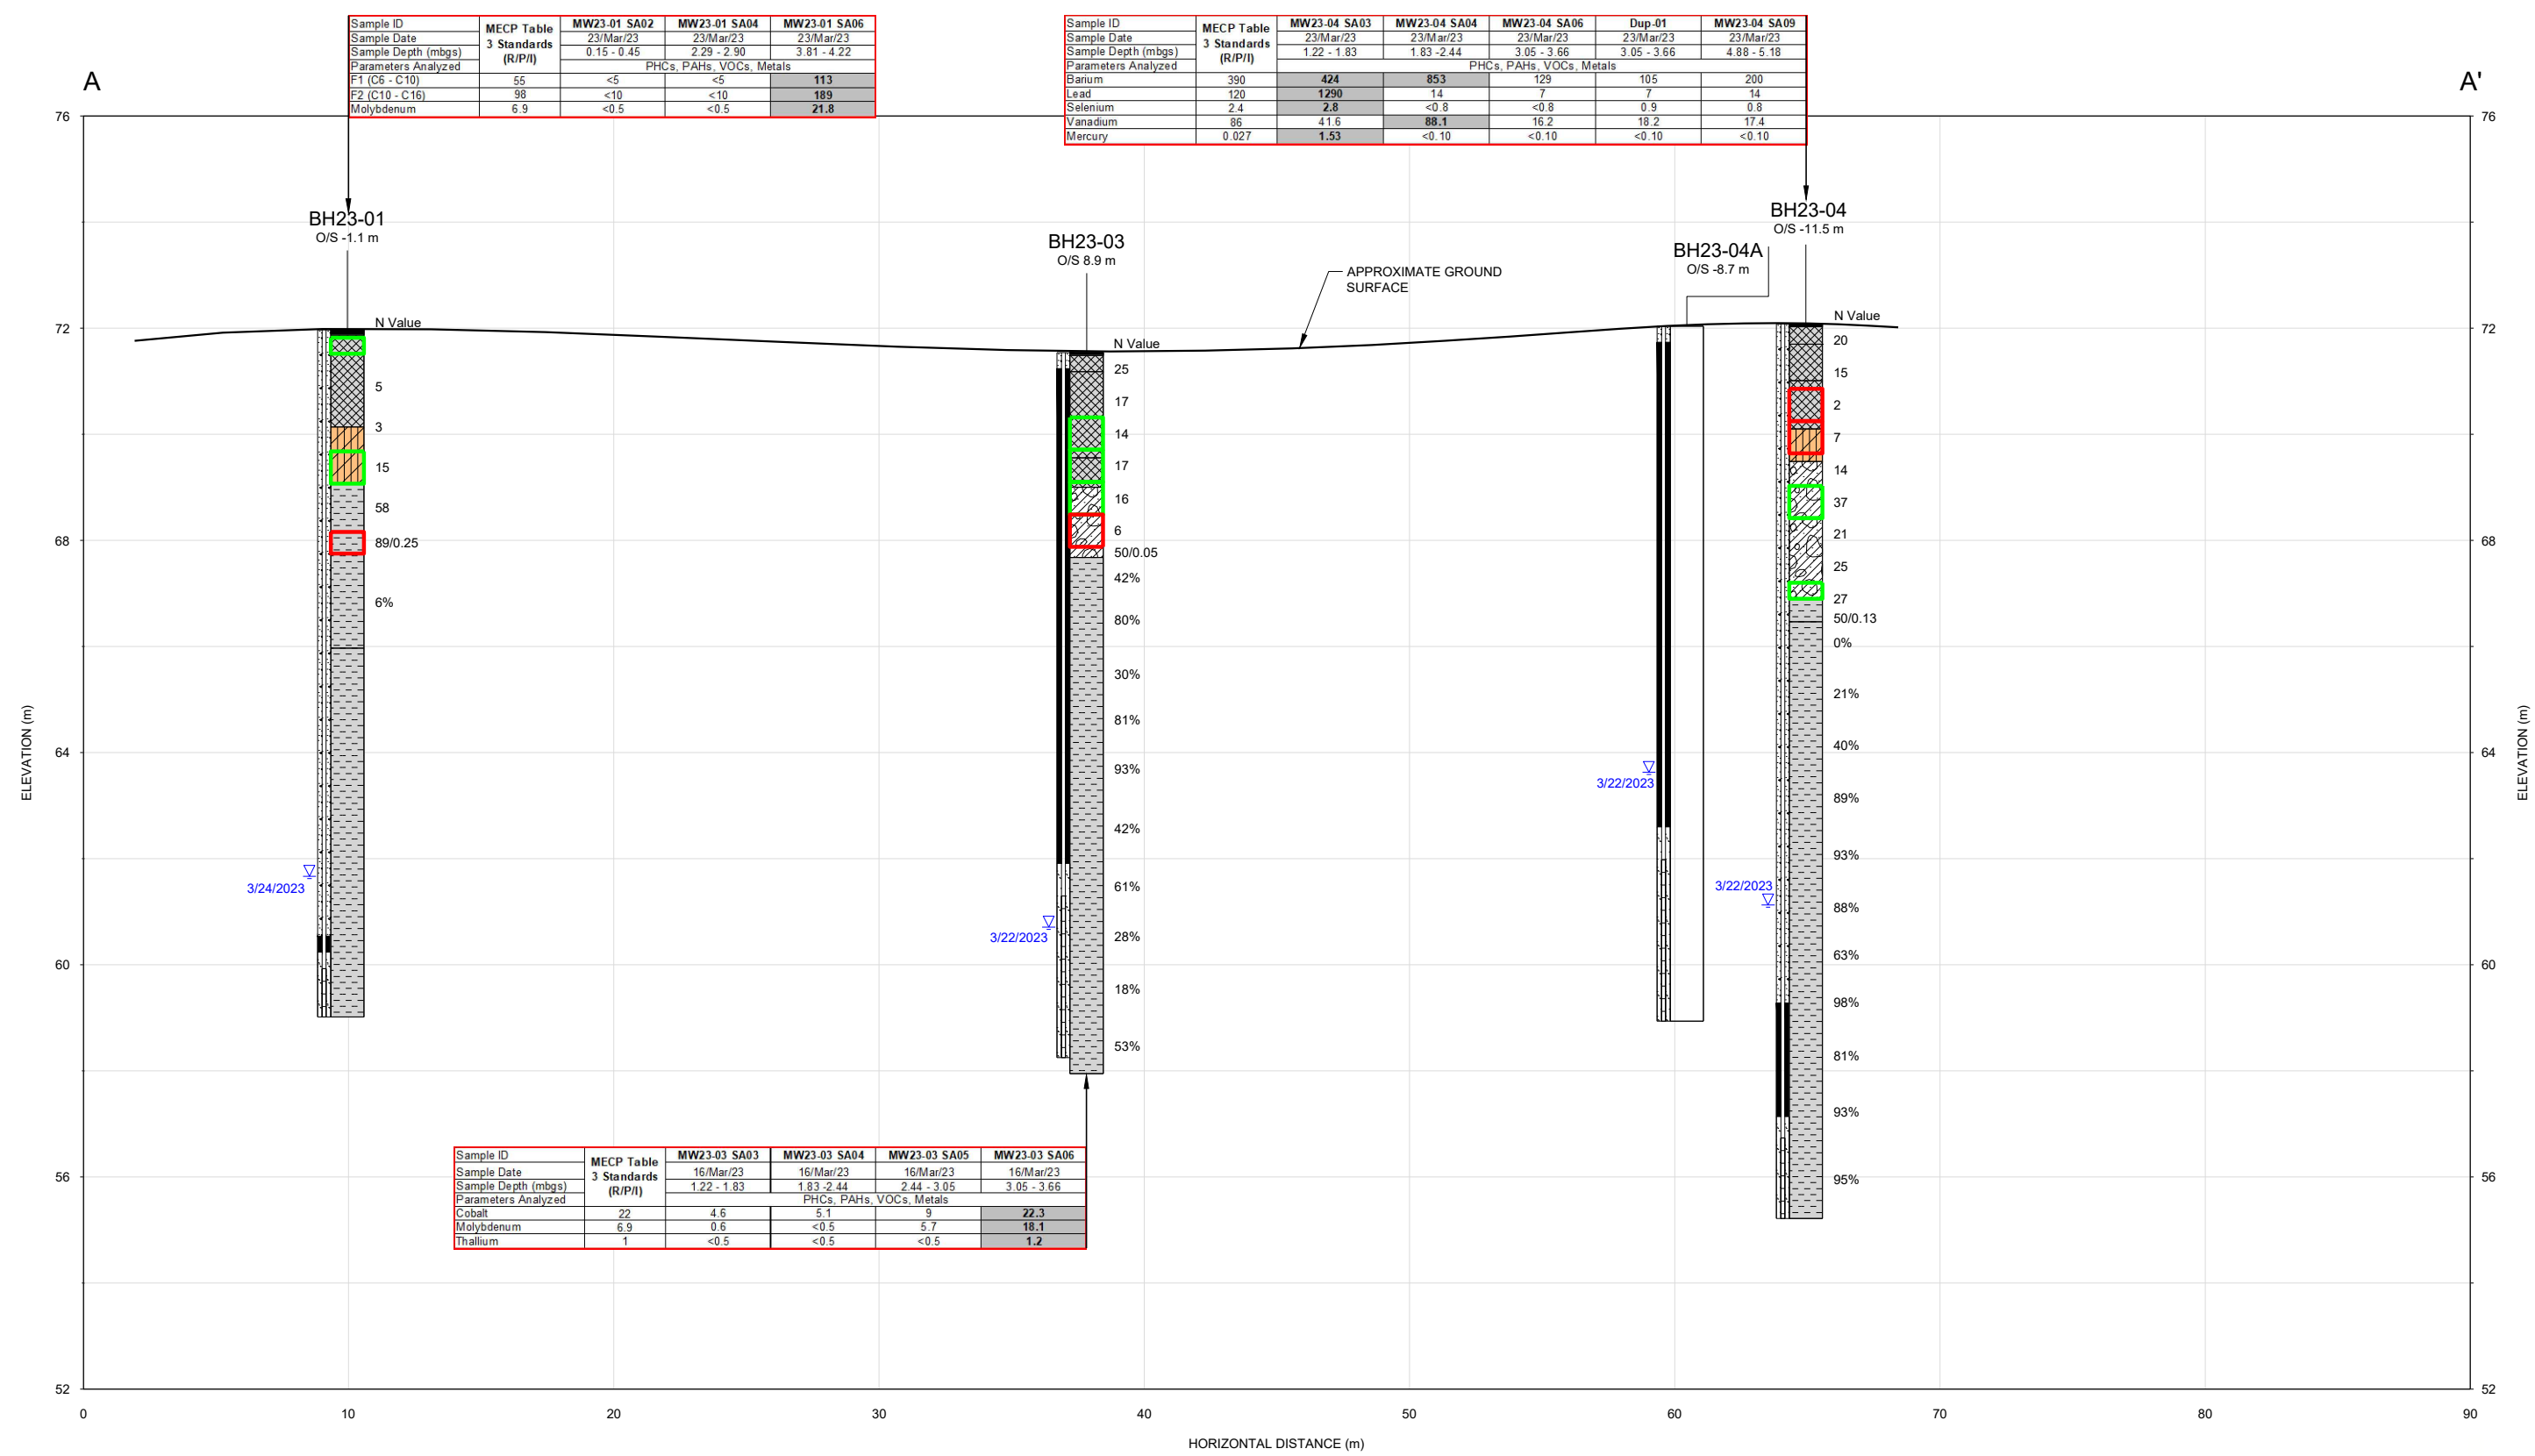 Sample ID MECP Table 3 Standards (R/P/I) MW23-01 SA02 MW23-01 SA04 MW23-01 SA06
Sample Date 23/Mar/23 23/Mar/23 23/Mar/23
Sample Depth (mbgs) 0.15 - 0.45 2.29 - 2.90 3.81 - 4.22
Parameters Analyzed PHCs, PAHs, VOCs, Metals
F1 (C6 - C10) 55 <5 <5 113
F2 (C10 - C16) 98 <10 <10 189
Molybdenum 6.9 <0.5 <0.5 21.8
Sample ID MECP Table 3 Standards (R/P/I) MW23-04 SA03 MW23-04 SA04 MW23-04 SA06 Dup-01 MW23-04 SA09
Sample Date 23/Mar/23 23/Mar/23 23/Mar/23 23/Mar/23 23/Mar/23
Sample Depth (mbgs) 1.22 - 1.83 1.83 -2.44 3.05 - 3.66 3.05 - 3.66 4.88 - 5.18
Parameters Analyzed PHCs, PAHs, VOCs, Metals
Barium 390 424 853 129 105 200
Lead 120 1290 14 7 7 14
Selenium 2.4 2.8 <0.8 <0.8 0.9 0.8
Vanadium 86 41.6 88.1 16.2 18.2 17.4
Mercury 0.027 1.53 <0.10 <0.10 <0.10 <0.10
A
A'
76
72
68
64
60
56
52
ELEVATION (m)
BH23-01
O/S -1.1 m
N Value
5
3
15
58
89/0.25
6%
3/24/2023
BH23-03
O/S 8.9 m
N Value
25
17
14
17
16
6
50/0.05
42%
80%
30%
81%
93%
42%
61%
28%
18%
53%
3/22/2023
APPROXIMATE GROUND
SURFACE
BH23-04A
O/S -8.7 m
3/22/2023
BH23-04
O/S -11.5 m
N Value
20
15
2
7
14
37
21
25
27
50/0.13
0%
21%
40%
89%
93%
88%
63%
98%
81%
93%
95%
3/22/2023
76
72
68
64
60
56
52
ELEVATION (m)
Sample ID MECP Table 3 Standards (R/P/I) MW23-03 SA03 MW23-03 SA04 MW23-03 SA05 MW23-03 SA06
Sample Date 16/Mar/23 16/Mar/23 16/Mar/23 16/Mar/23
Sample Depth (mbgs) 1.22 - 1.83 1.83 -2.44 2.44 - 3.05 3.05 - 3.66
Parameters Analyzed PHCs, PAHs, VOCs, Metals
Cobalt 22 4.6 5.1 9 22.3
Molybdenum 6.9 0.6 <0.5 5.7 18.1
Thallium 1 <0.5 <0.5 <0.5 1.2
0 10 20 30 40 50 60 70 80 90
HORIZONTAL DISTANCE (m)